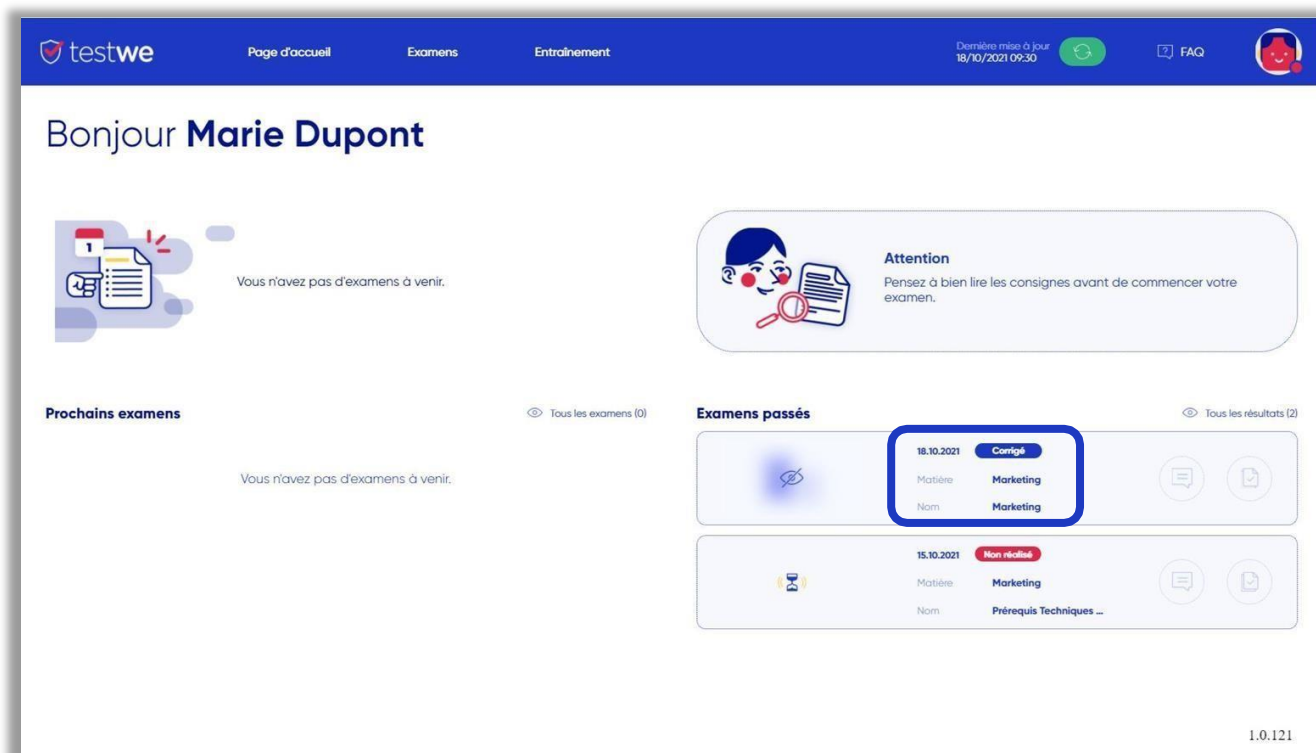 testwe
Page d'accueil
Examens
Entraînement
Dernière mise à jour
18/10/2021 09:30
FAQ
Bonjour Marie Dupont
1
Vous n'avez pas d'examens à venir.
Attention
Pensez à bien lire les consignes avant de commencer votre
examen.
Prochains examens
Tous les examens (0)
Vous n'avez pas d'examens à venir.
Examens passés
Tous les résultats (2)
18.10.2021 Corrigé
Matière Marketing
Nom Marketing
15.10.2021 Non réalisé
Matière Marketing
Nom Prérequis Techniques ...
1.0.121